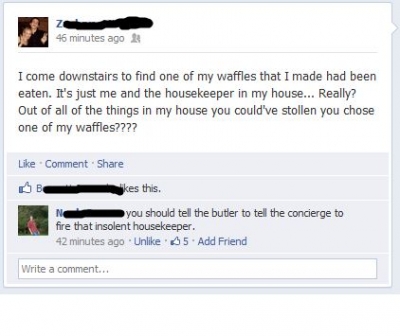 Z
46 minutes ago
I come downstairs to find one of my waffles that I made had been
eaten. It's just me and the housekeeper in my house... Really?
Out of all of the things in my house you could've stollen you chose
one of my waffles????
Like · Comment · Share
B likes this.
N you should tell the butler to tell the concierge to
fire that insolent housekeeper.
42 minutes ago · Unlike · 5 · Add Friend
Write a comment...